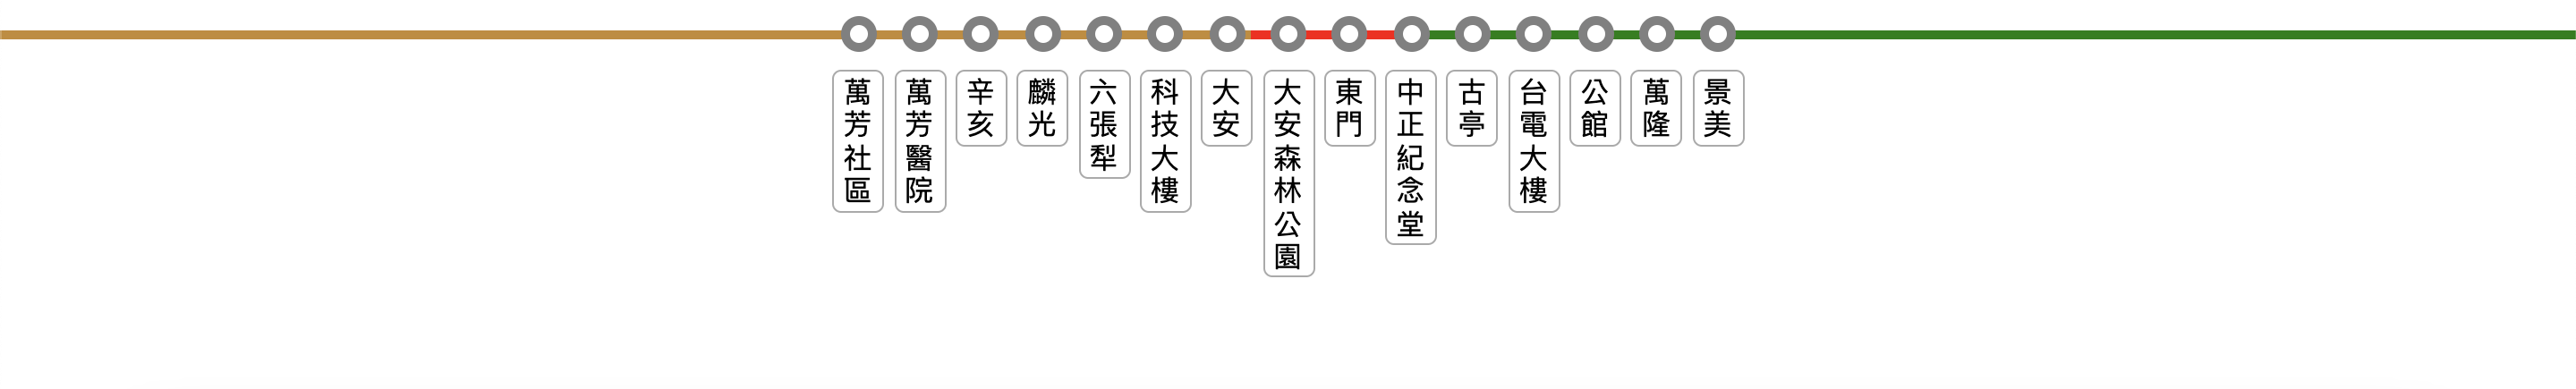 萬芳社區
萬芳醫院
辛亥
麟光
六張犁
科技大樓
大安
大安森林公園
東門
中正紀念堂
古亭
台電大樓
公館
萬隆
景美